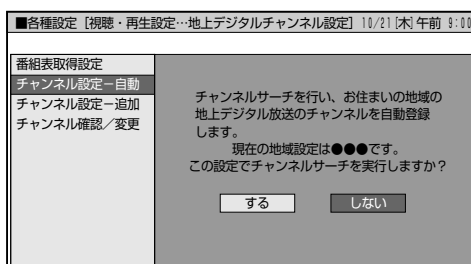 ■各種設定［視聴・再生設定…地上デジタルチャンネル設定］10/21［木］午前 9:00
番組表取得設定
チャンネル設定－自動
チャンネル設定－追加
チャンネル確認／変更
チャンネルサーチを行い、お住まいの地域の
地上デジタル放送のチャンネルを自動登録
します。
現在の地域設定は●●●です。
この設定でチャンネルサーチを実行しますか？
する
しない